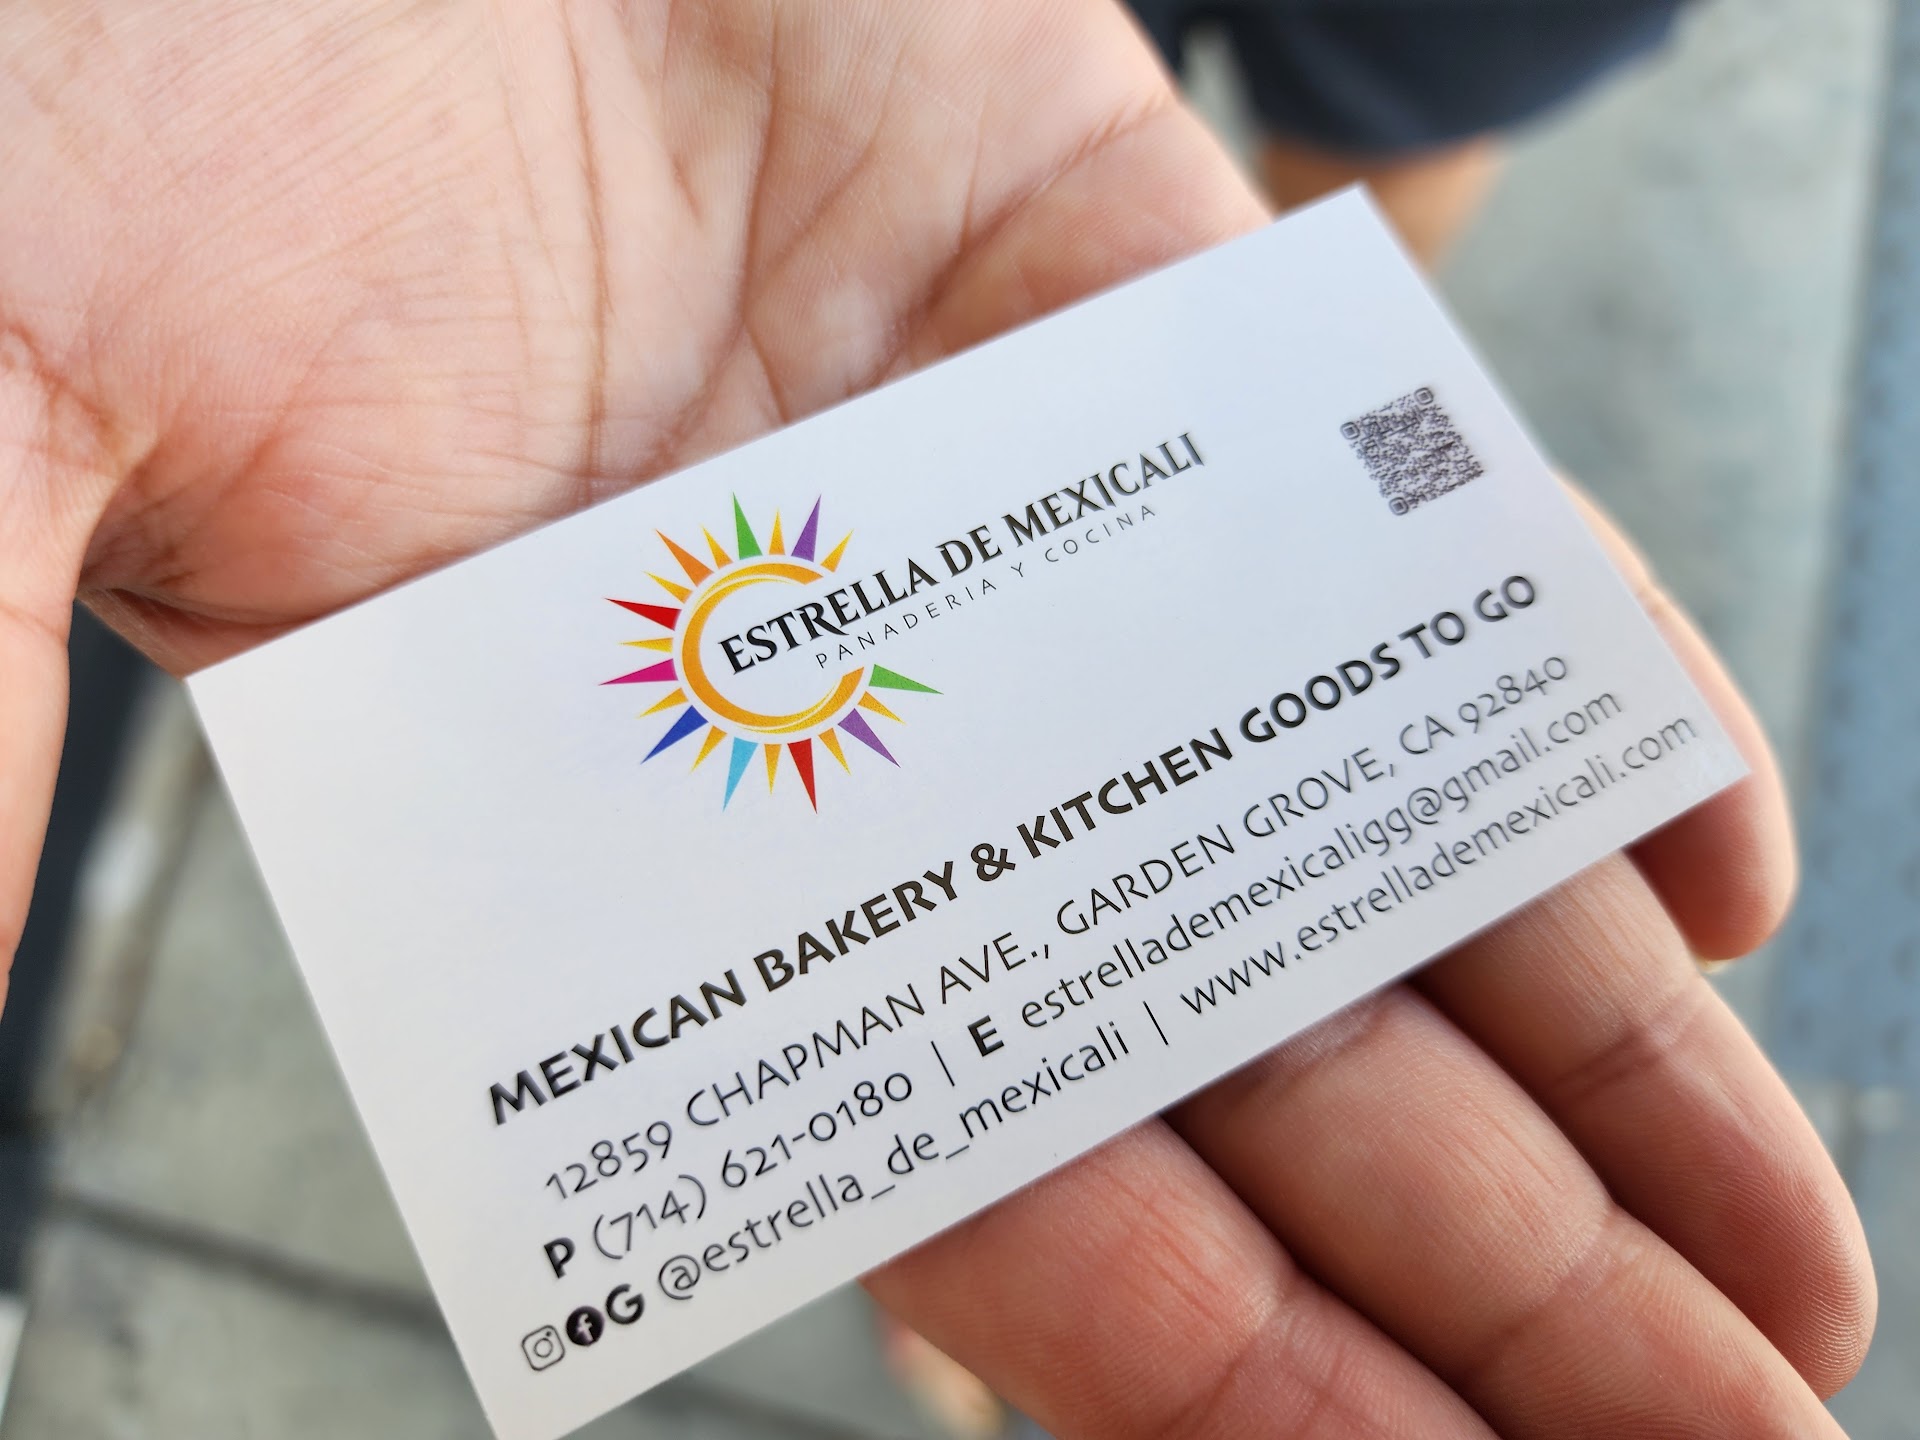 ESTRELLA DE MEXICALI
PANADERIA Y COCINA
MEXICAN BAKERY & KITCHEN GOODS TO GO
12859 CHAPMAN AVE., GARDEN GROVE, CA 92840
P (714) 621-0180 | E estrellademexicaligg@gmail.com
@estrella_de_mexicali | www.estrellademexicali.com